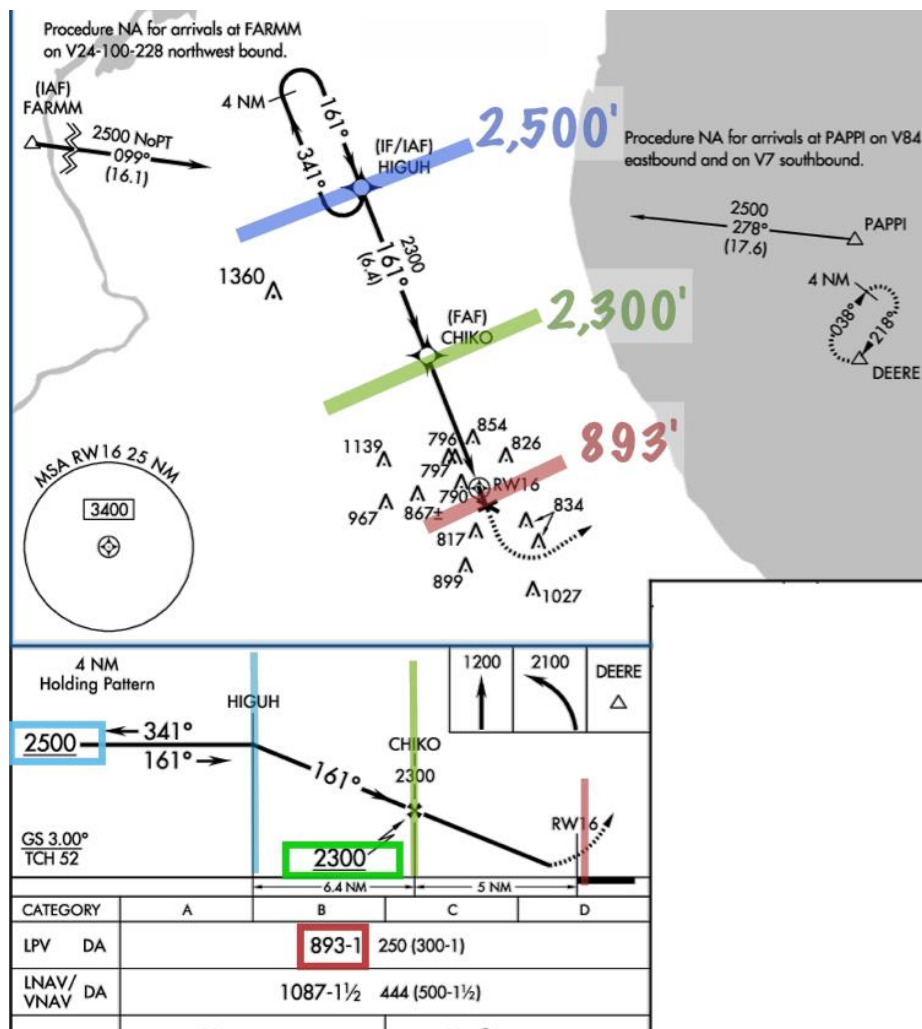 Procedure NA for arrivals at FARMM
on V24-100-228 northwest bound.
(IAF)
FARMM
2500 NoPT
099°
(16.1)
4 NM
161°
341°
(IF/IAF)
HIGUH
2,500'
Procedure NA for arrivals at PAPPI on V84
eastbound and on V7 southbound.
2500
278°
(17.6)
PAPPI
4 NM
038°
218°
DEERE
1360
2300
161°
(6.4)
(FAF)
CHIKO
2,300'
893'
854
796
826
1139
797
790
RW16
967
867±
834
817
899
1027
MSA RW16 25 NM
3400
4 NM
Holding Pattern
HIGUH
1200
2100
DEERE
2500
341°
161°
161°
CHIKO
2300
RW16
GS 3.00°
TCH 52
2300
6.4 NM
5 NM
CATEGORY A B C D
LPV DA 893-1 250 (300-1)
LNAV/
VNAV DA 1087-1½ 444 (500-1½)